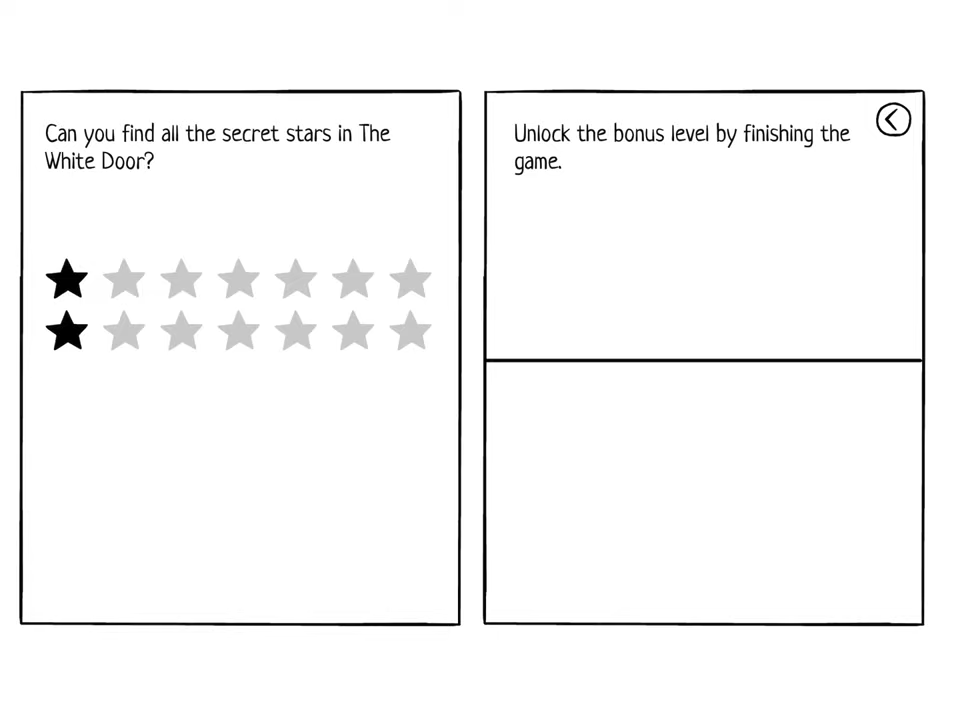 Can you find all the secret stars in The
White Door?
Unlock the bonus level by finishing the
game.